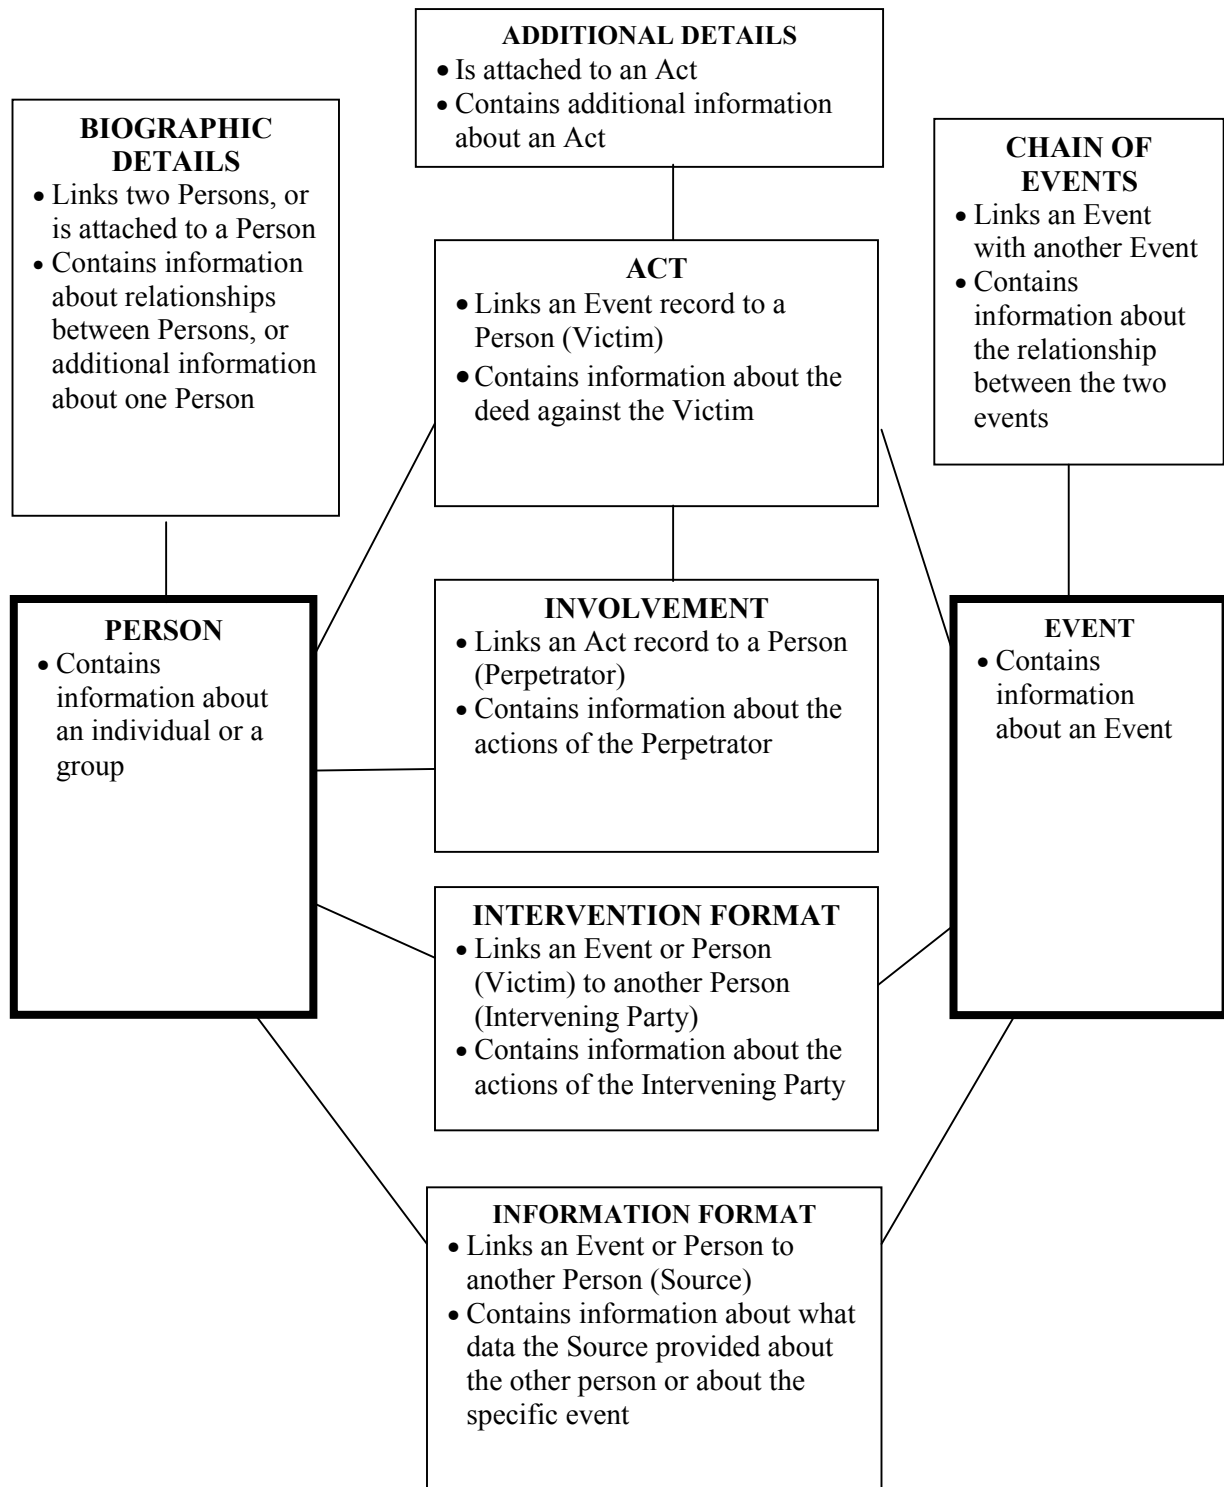 ADDITIONAL DETAILS
• Is attached to an Act
• Contains additional information
about an Act
BIOGRAPHIC
DETAILS
• Links two Persons, or
is attached to a Person
• Contains information
about relationships
between Persons, or
additional information
about one Person
CHAIN OF
EVENTS
• Links an Event
with another Event
• Contains
information about
the relationship
between the two
events
ACT
• Links an Event record to a
Person (Victim)
• Contains information about the
deed against the Victim
PERSON
• Contains
information about
an individual or a
group
INVOLVEMENT
• Links an Act record to a Person
(Perpetrator)
• Contains information about the
actions of the Perpetrator
EVENT
• Contains
information
about an Event
INTERVENTION FORMAT
• Links an Event or Person
(Victim) to another Person
(Intervening Party)
• Contains information about the
actions of the Intervening Party
INFORMATION FORMAT
• Links an Event or Person to
another Person (Source)
• Contains information about what
data the Source provided about
the other person or about the
specific event